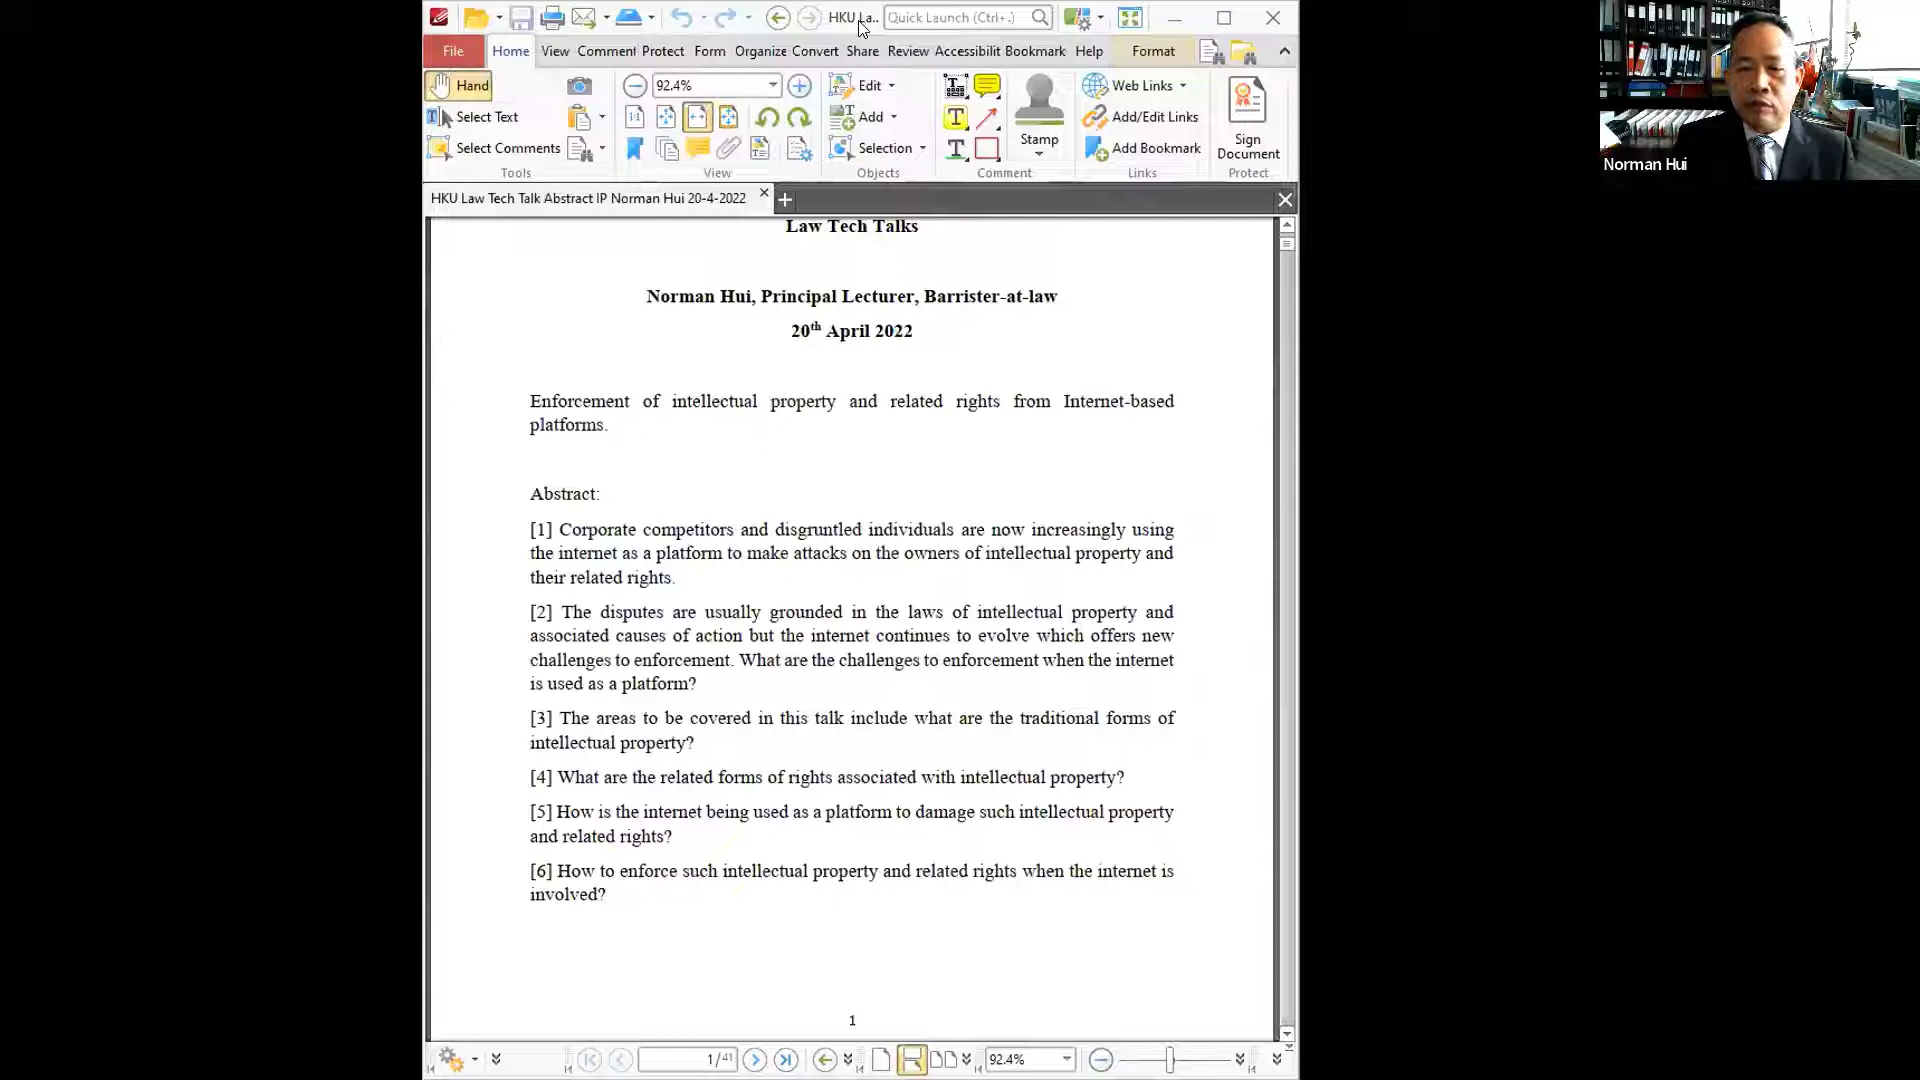 HKU La..
Quick Launch (Ctrl+.)
File
Home
View
Comment
Protect
Form
Organize
Convert
Share
Review
Accessibilit
Bookmark
Help
Format
Hand
92.4%
Edit
Web Links
Select Text
Add
Add/Edit Links
Select Comments
Selection
Stamp
Add Bookmark
Sign
Document
Tools
View
Objects
Comment
Links
Protect
Norman Hui
HKU Law Tech Talk Abstract IP Norman Hui 20-4-2022
Law Tech Talks
Norman Hui, Principal Lecturer, Barrister-at-law
20th April 2022
Enforcement of intellectual property and related rights from Internet-based
platforms.
Abstract:
[1] Corporate competitors and disgruntled individuals are now increasingly using
the internet as a platform to make attacks on the owners of intellectual property and
their related rights.
[2] The disputes are usually grounded in the laws of intellectual property and
associated causes of action but the internet continues to evolve which offers new
challenges to enforcement. What are the challenges to enforcement when the internet
is used as a platform?
[3] The areas to be covered in this talk include what are the traditional forms of
intellectual property?
[4] What are the related forms of rights associated with intellectual property?
[5] How is the internet being used as a platform to damage such intellectual property
and related rights?
[6] How to enforce such intellectual property and related rights when the internet is
involved?
1
1/41
92.4%